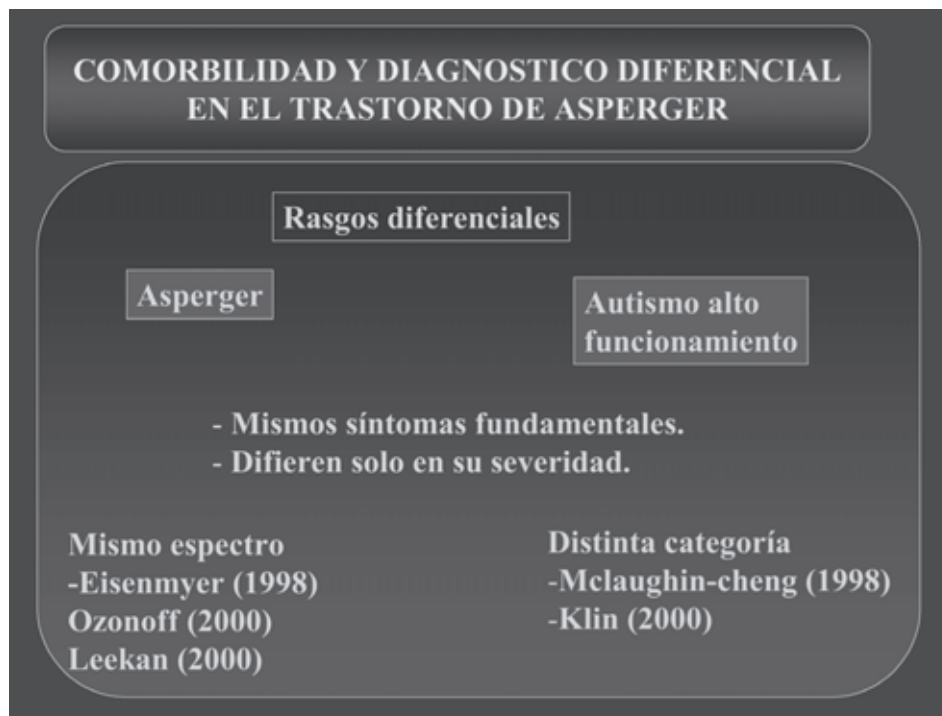 COMORBILIDAD Y DIAGNOSTICO DIFERENCIAL
EN EL TRASTORNO DE ASPERGER
Rasgos diferenciales
Asperger
Autismo alto
funcionamiento
- Mismos síntomas fundamentales.
- Difieren solo en su severidad.
Mismo espectro
-Eisenmyer (1998)
Ozonoff (2000)
Leekan (2000)
Distinta categoría
-Mclaughin-cheng (1998)
-Klin (2000)